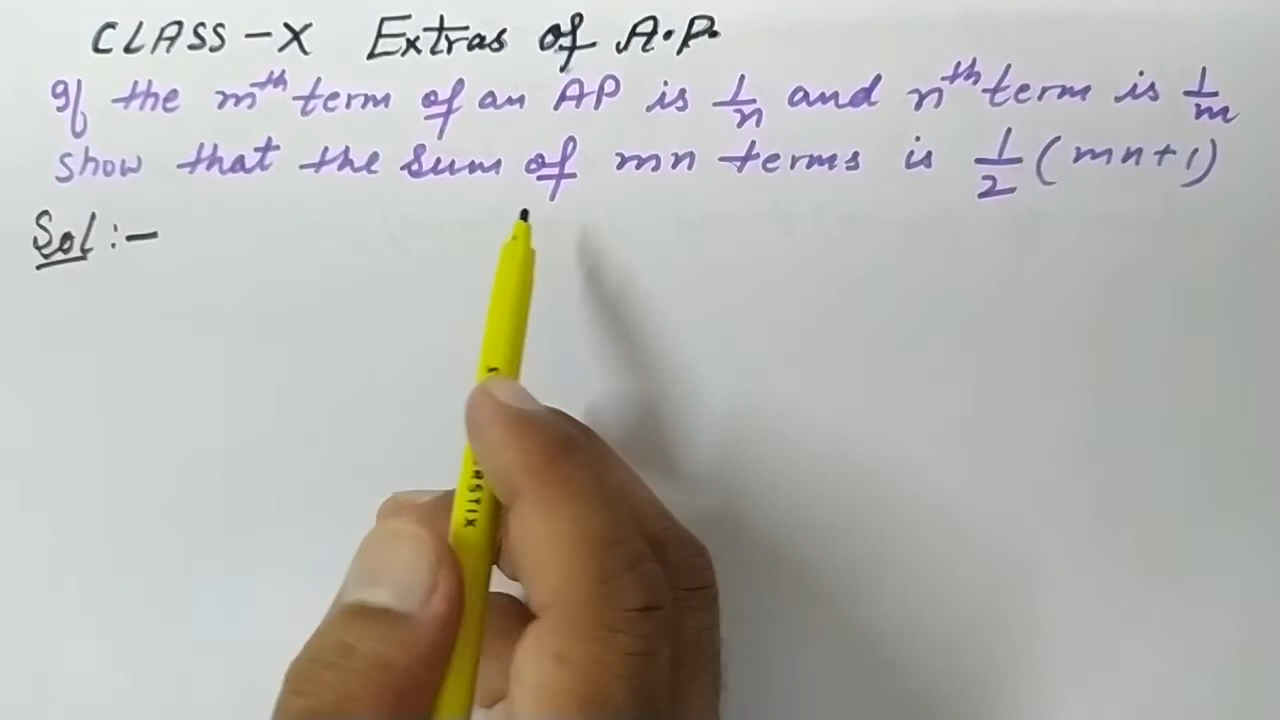 CLASS-X Extras of A.P.
If the mth term of an AP is 1/n and nth term is 1/m
show that the sum of mn terms is 1/2 (mn+1)
Sol:-